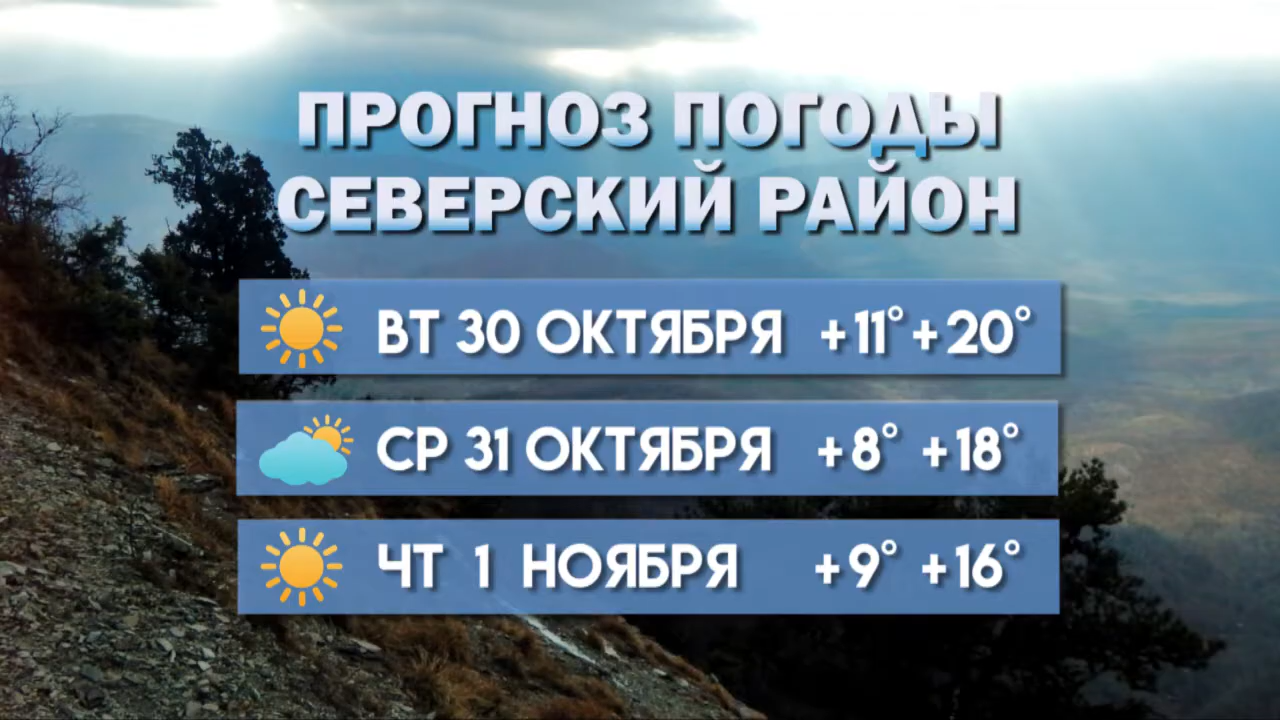 ПРОГНОЗ ПОГОДЫ
СЕВЕРСКИЙ РАЙОН
ВТ 30 ОКТЯБРЯ +11° +20°
СР 31 ОКТЯБРЯ +8° +18°
ЧТ 1 НОЯБРЯ +9° +16°